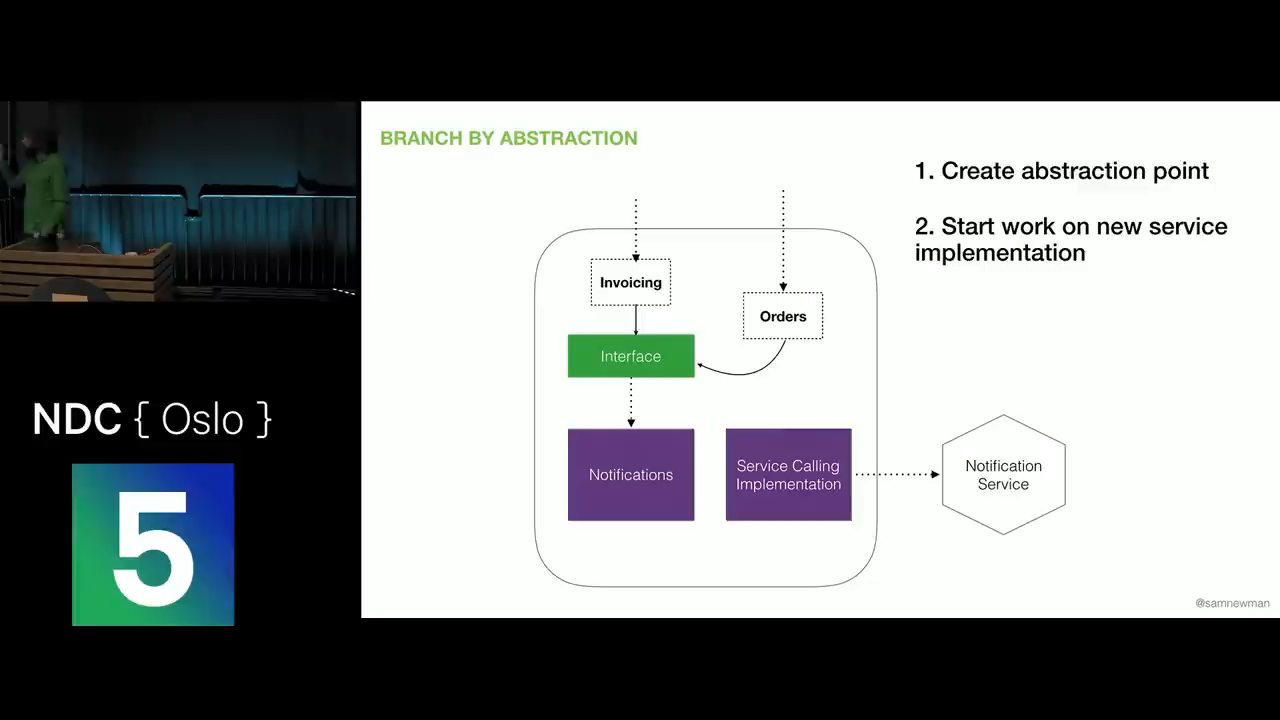 BRANCH BY ABSTRACTION
1. Create abstraction point
2. Start work on new service
implementation
Invoicing
Orders
Interface
Notifications
Service Calling
Implementation
Notification
Service
@samnewman
NDC { Oslo }
5